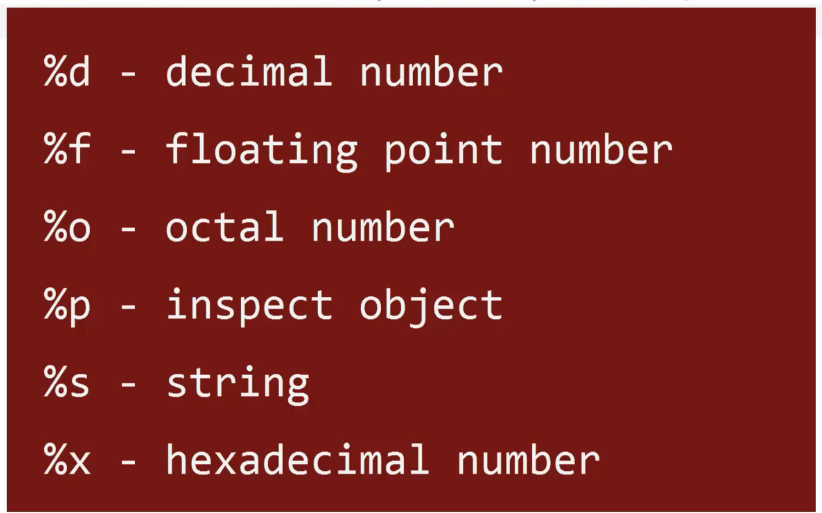 %d - decimal number
%f - floating point number
%o - octal number
%p - inspect object
%s - string
%x - hexadecimal number